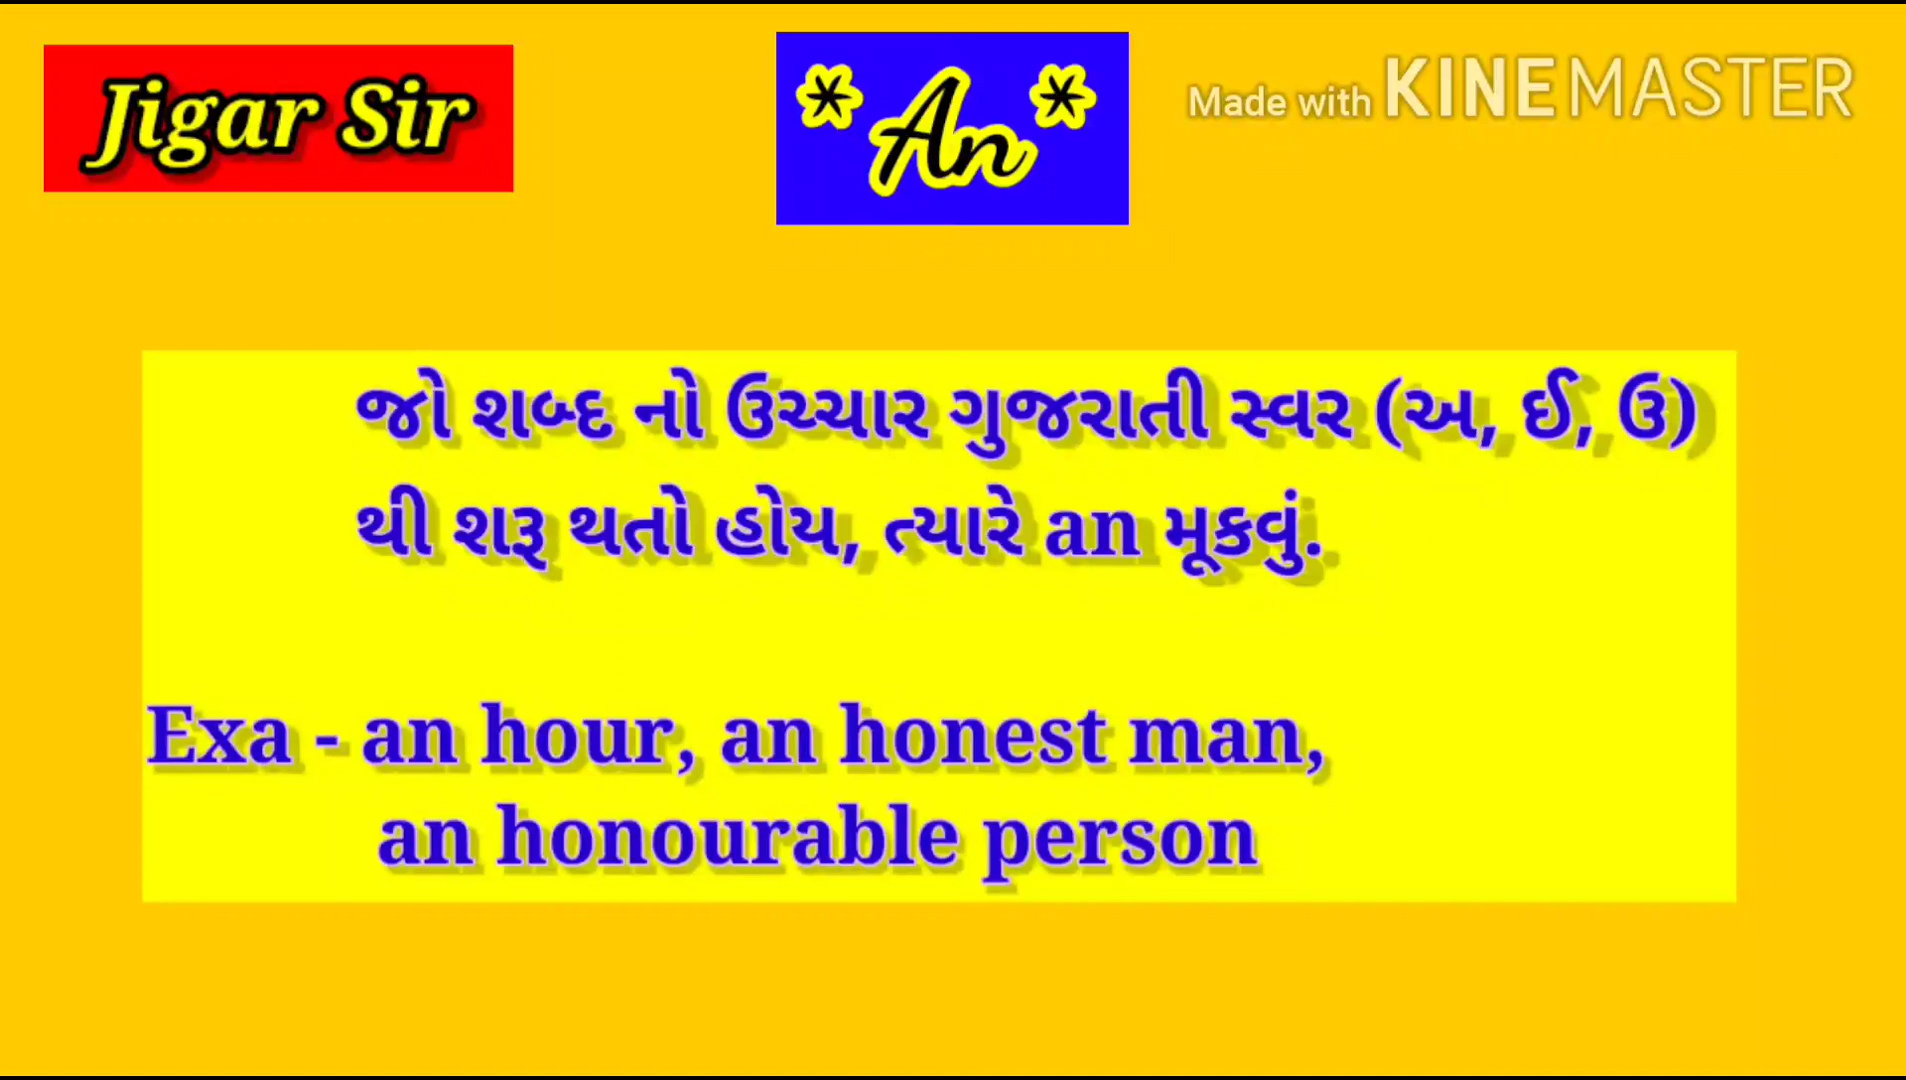 Jigar Sir
*An*
Made with KINEMASTER
જો શબ્દ નો ઉચ્ચાર ગુજરાતી સ્વર (અ, ઈ, ઉ)
થી શરૂ થતો હોય, ત્યારે an મૂકવું.
Exa - an hour, an honest man,
an honourable person